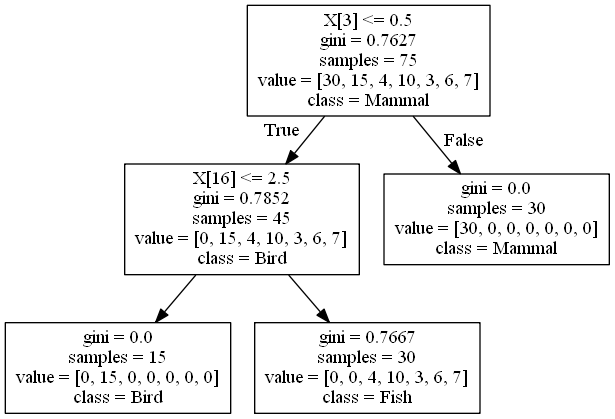 X[3] <= 0.5
gini = 0.7627
samples = 75
value = [30, 15, 4, 10, 3, 6, 7]
class = Mammal
True
False
X[16] <= 2.5
gini = 0.7852
samples = 45
value = [0, 15, 4, 10, 3, 6, 7]
class = Bird
gini = 0.0
samples = 30
value = [30, 0, 0, 0, 0, 0, 0]
class = Mammal
gini = 0.0
samples = 15
value = [0, 15, 0, 0, 0, 0, 0]
class = Bird
gini = 0.7667
samples = 30
value = [0, 0, 4, 10, 3, 6, 7]
class = Fish